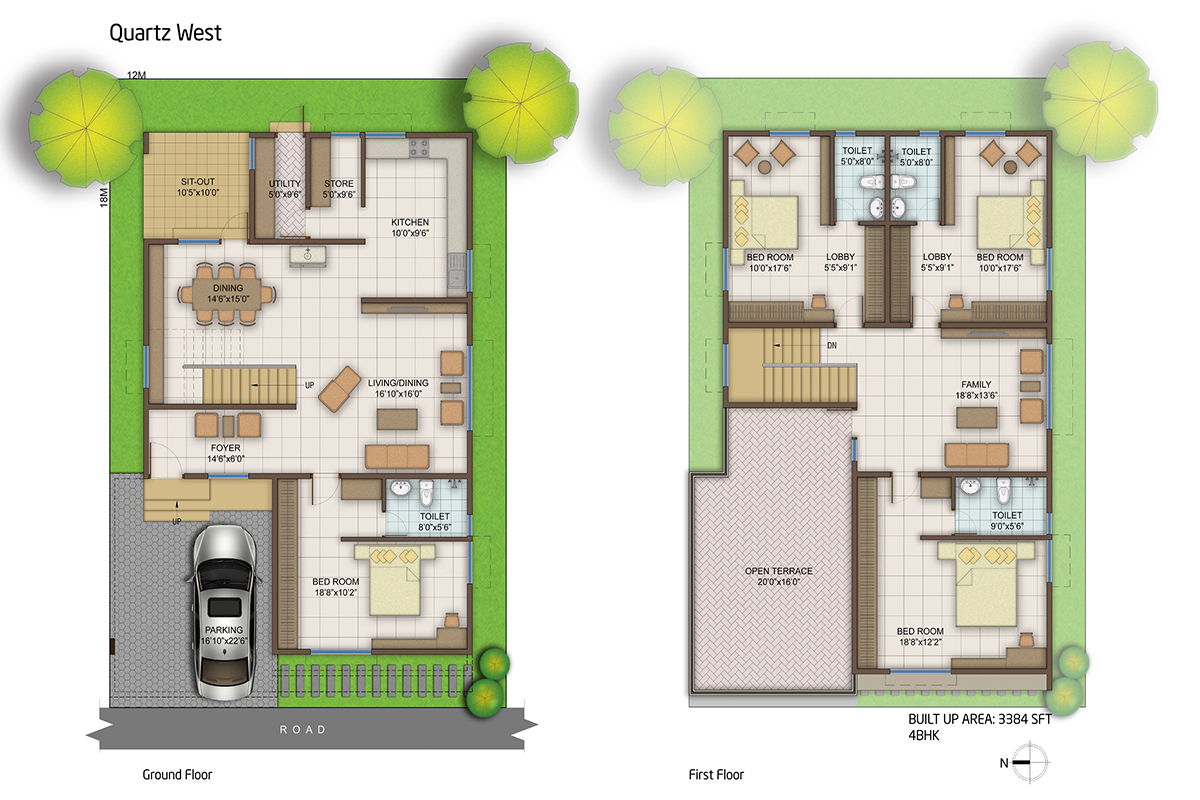 Quartz West
12M
18M
SIT-OUT
10'5"x10'0"
UTILITY
5'0"x9'6"
STORE
5'0"x9'6"
KITCHEN
10'0"x9'6"
DINING
14'6"x15'0"
UP
LIVING/DINING
16'10"x16'0"
FOYER
14'6"x6'0"
UP
TOILET
8'0"x5'6"
BED ROOM
18'8"x10'2"
PARKING
16'10"x22'6"
ROAD
Ground Floor
TOILET
5'0"x8'0"
TOILET
5'0"x8'0"
BED ROOM
10'0"x17'6"
LOBBY
5'5"x9'1"
LOBBY
5'5"x9'1"
BED ROOM
10'0"x17'6"
DN
FAMILY
18'8"x13'6"
TOILET
9'0"x5'6"
OPEN TERRACE
20'0"x16'0"
BED ROOM
18'8"x12'2"
BUILT UP AREA: 3384 SFT
4BHK
N
First Floor